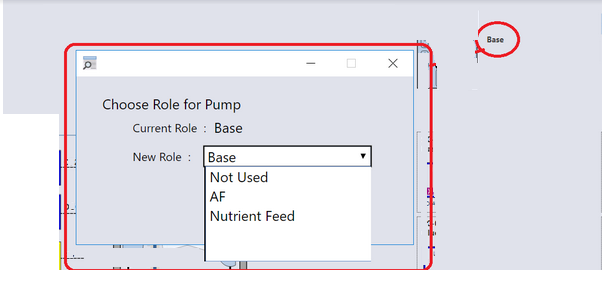 Base
Choose Role for Pump
Current Role : Base
New Role : Base
Not Used
AF
Nutrient Feed